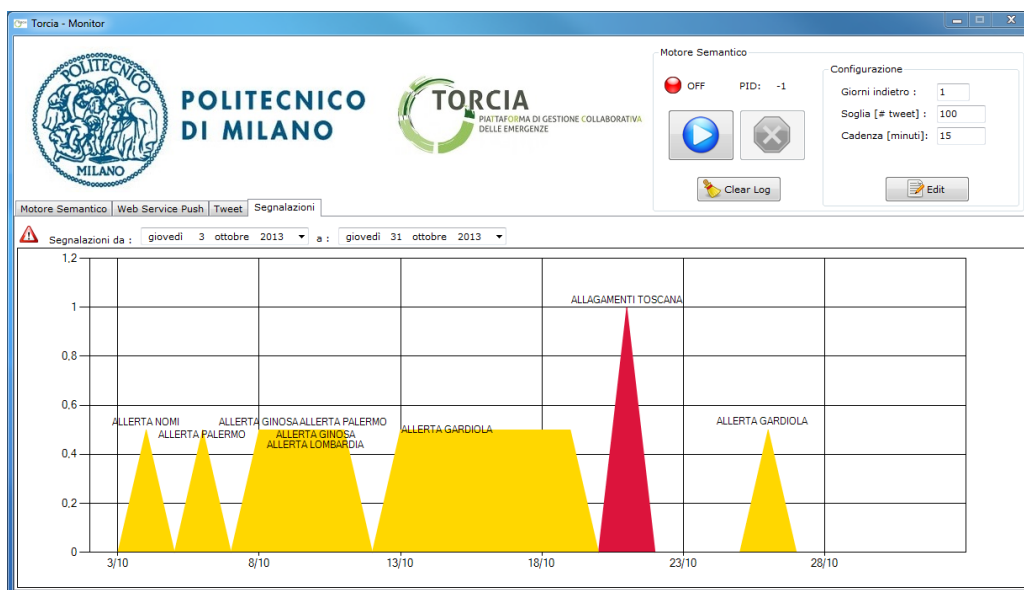 Torcia - Monitor
POLITECNICO
MILANO
POLITECNICO
DI MILANO
TORCIA
PIATTAFORMA DI GESTIONE COLLABORATIVA
DELLE EMERGENZE
Motore Semantico
OFF PID: -1
Clear Log
Configurazione
Giorni indietro : 1
Soglia [# tweet] : 100
Cadenza [minuti]: 15
Edit
Motore Semantico Web Service Push Tweet Segnalazioni
Segnalazioni da : giovedì 3 ottobre 2013 a : giovedì 31 ottobre 2013
1,2
1
0,8
0,6
0,4
0,2
0
ALLAGAMENTI TOSCANA
ALLERTA NOMI
ALLERTA PALERMO
ALLERTA GINOSA
ALLERTA PALERMO
ALLERTA GINOSA
ALLERTA LOMBARDIA
ALLERTA GARDIOLA
ALLERTA GARDIOLA
3/10 8/10 13/10 18/10 23/10 28/10